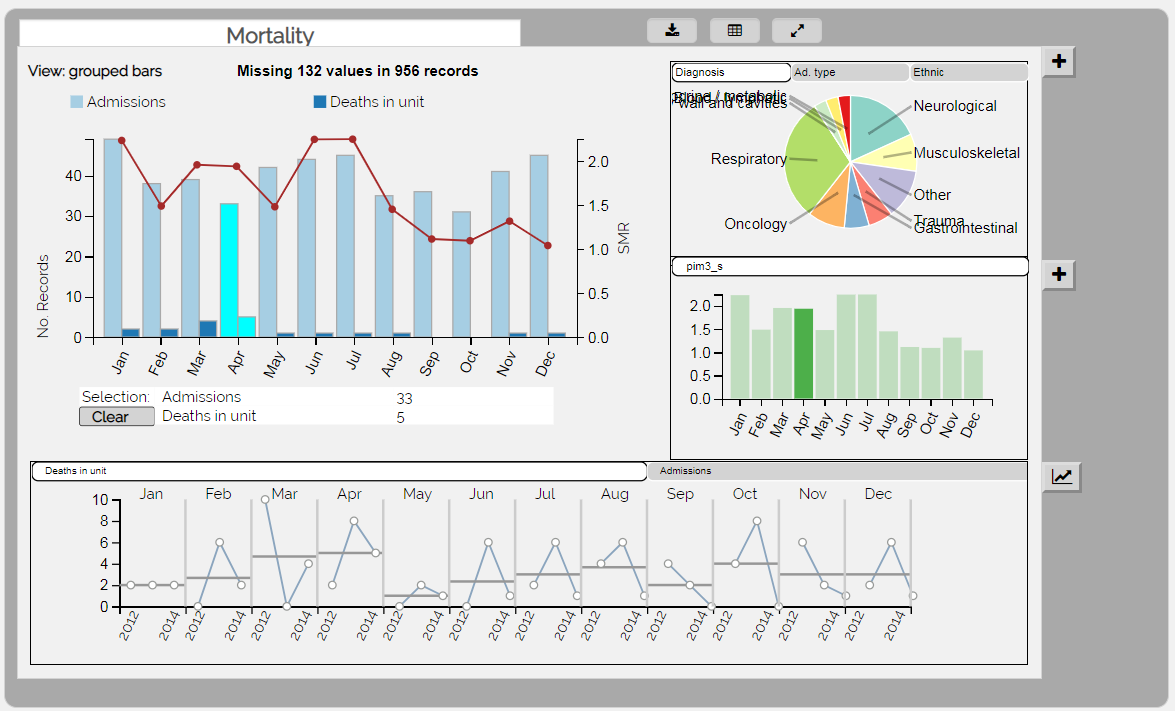 Mortality
View: grouped bars
Missing 132 values in 956 records
Admissions
Deaths in unit
No. Records
40
30
20
10
0
2.0
1.5
1.0
0.5
0.0
SMR
Jan Feb Mar Apr May Jun Jul Aug Sep Oct Nov Dec
Selection: Admissions 33
Clear Deaths in unit 5
Diagnosis Ad. type Ethnic
wall and cavities
Neurological
Musculoskeletal
Respiratory
Other
Trauma
Oncology
Gastrointestinal
pim3_s
2.0
1.5
1.0
0.5
0.0
Jan Feb Mar Apr May Jun Jul Aug Sep Oct Nov Dec
Deaths in unit Admissions
Jan Feb Mar Apr May Jun Jul Aug Sep Oct Nov Dec
10
8
6
4
2
0
2012 2014 2012 2014 2012 2014 2012 2014 2012 2014 2012 2014 2012 2014 2012 2014 2012 2014 2012 2014 2012 2014 2012 2014